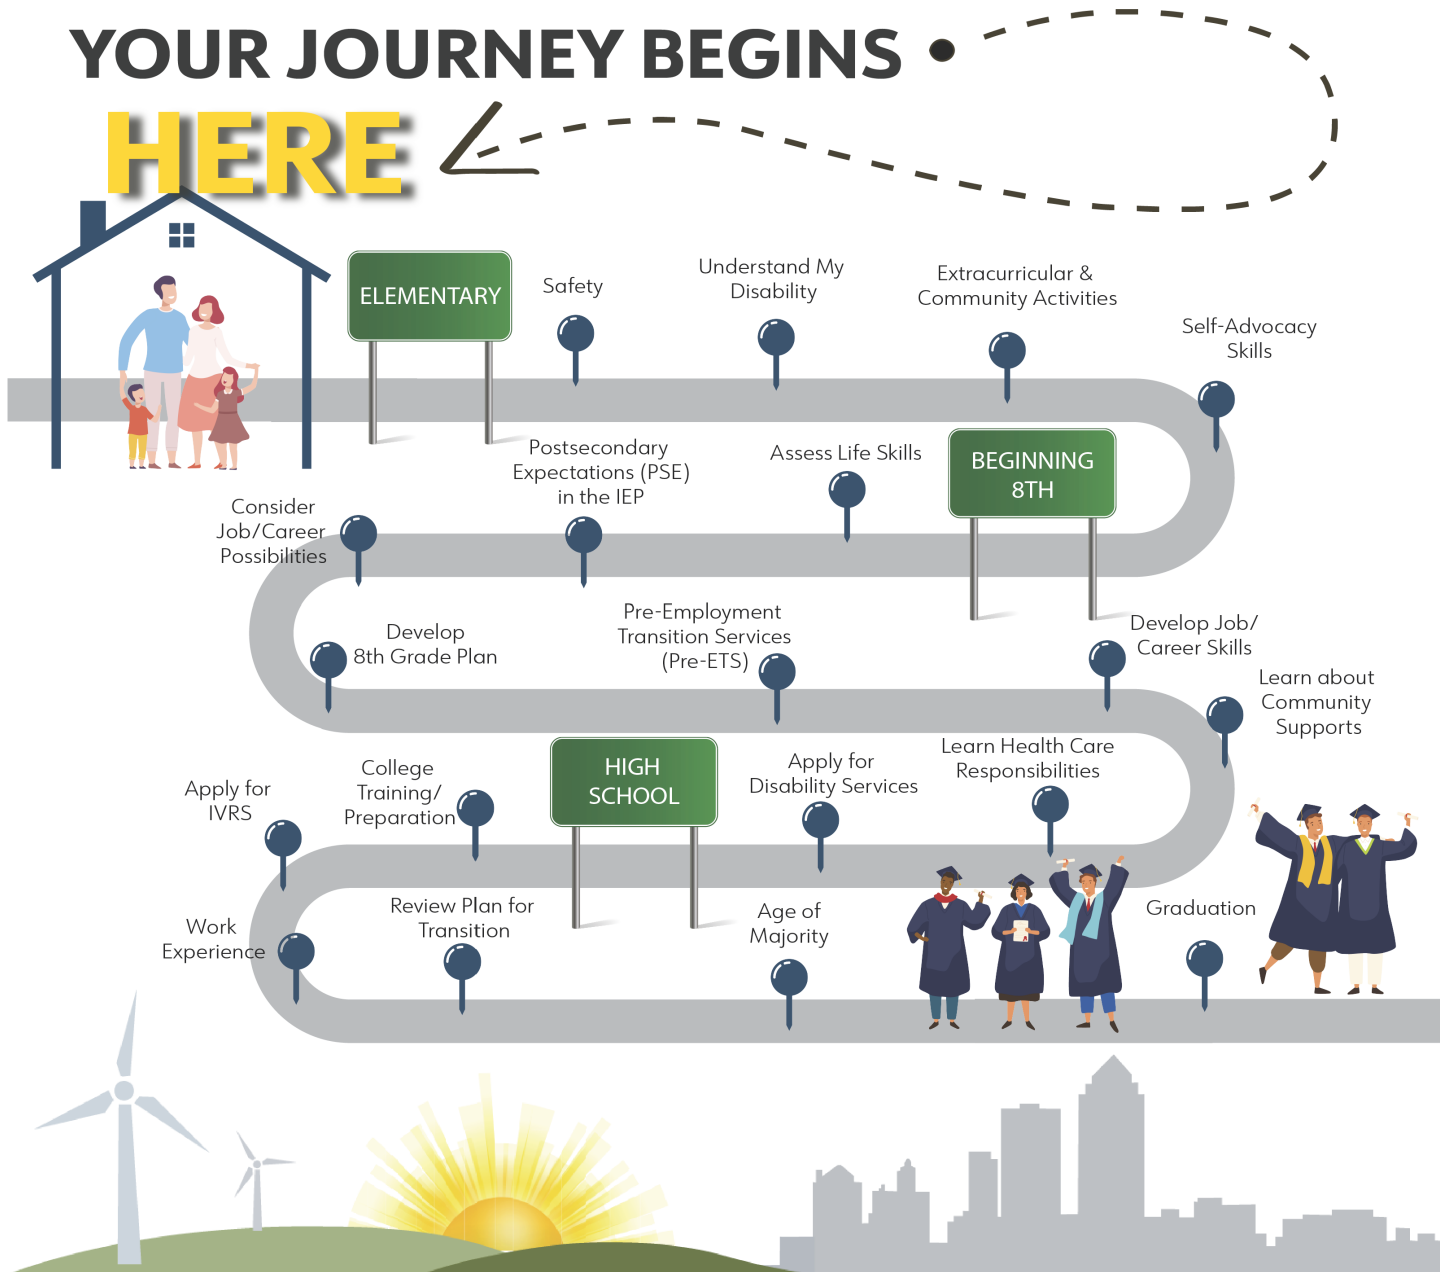 YOUR JOURNEY BEGINS
HERE
ELEMENTARY
Safety
Understand My
Disability
Extracurricular &
Community Activities
Self-Advocacy
Skills
BEGINNING
8TH
Assess Life Skills
Postsecondary
Expectations (PSE)
in the IEP
Consider
Job/Career
Possibilities
Develop
8th Grade Plan
Pre-Employment
Transition Services
(Pre-ETS)
Develop Job/
Career Skills
Learn about
Community
Supports
Learn Health Care
Responsibilities
Apply for
Disability Services
HIGH
SCHOOL
College
Training/
Preparation
Apply for
IVRS
Work
Experience
Review Plan for
Transition
Age of
Majority
Graduation